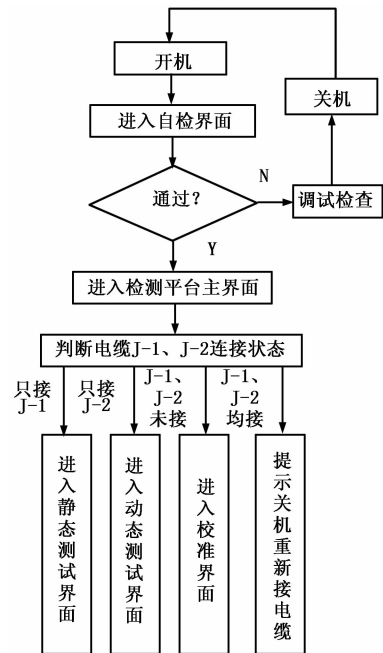 开机
关机
进入自检界面
通过?
N
调试检查
Y
进入检测平台主界面
判断电缆J-1、J-2连接状态
只接
J-1
只接
J-2
J-1、
J-2
未接
J-1、
J-2
均接
进入静态测试界面
进入动态测试界面
进入校准界面
提示关机重新接电缆